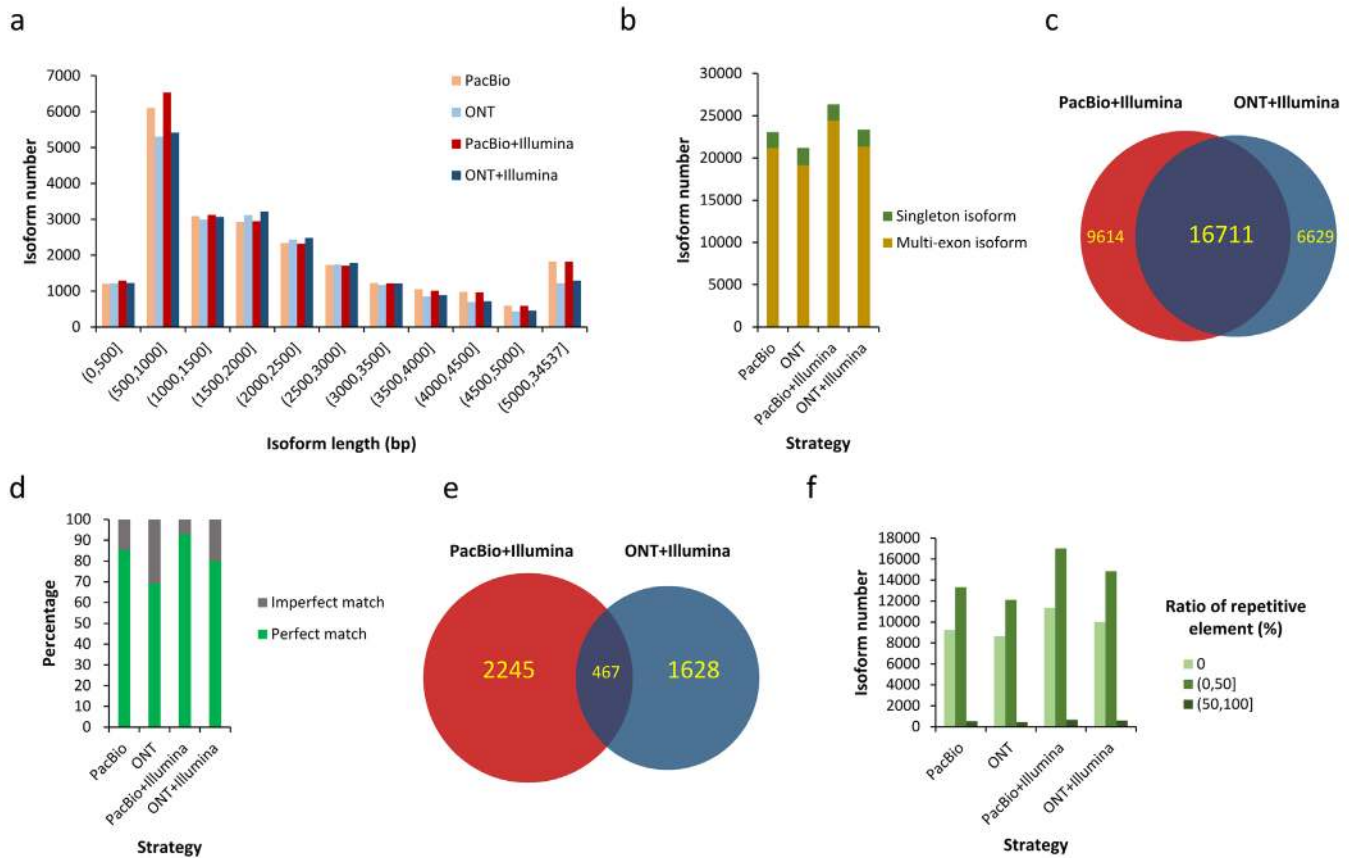 a
7000
6000
5000
4000
3000
2000
1000
0
Isoform number
PacBio
ONT
PacBio+Illumina
ONT+Illumina
(0,500]
(500,1000]
(1000,1500]
(1500,2000]
(2000,2500]
(2500,3000]
(3000,3500]
(3500,4000]
(4000,4500]
(4500,5000]
(5000,34537]
Isoform length (bp)
b
30000
25000
20000
15000
10000
5000
0
Isoform number
Singleton isoform
Multi-exon isoform
PacBio
ONT
PacBio+Illumina
ONT+Illumina
Strategy
c
PacBio+Illumina
ONT+Illumina
9614
16711
6629
d
100
90
80
70
60
50
40
30
20
10
0
Percentage
Imperfect match
Perfect match
PacBio
ONT
PacBio+Illumina
ONT+Illumina
Strategy
e
PacBio+Illumina
ONT+Illumina
2245
467
1628
f
18000
16000
14000
12000
10000
8000
6000
4000
2000
0
Isoform number
Ratio of repetitive
element (%)
0
(0,50]
(50,100]
PacBio
ONT
PacBio+Illumina
ONT+Illumina
Strategy